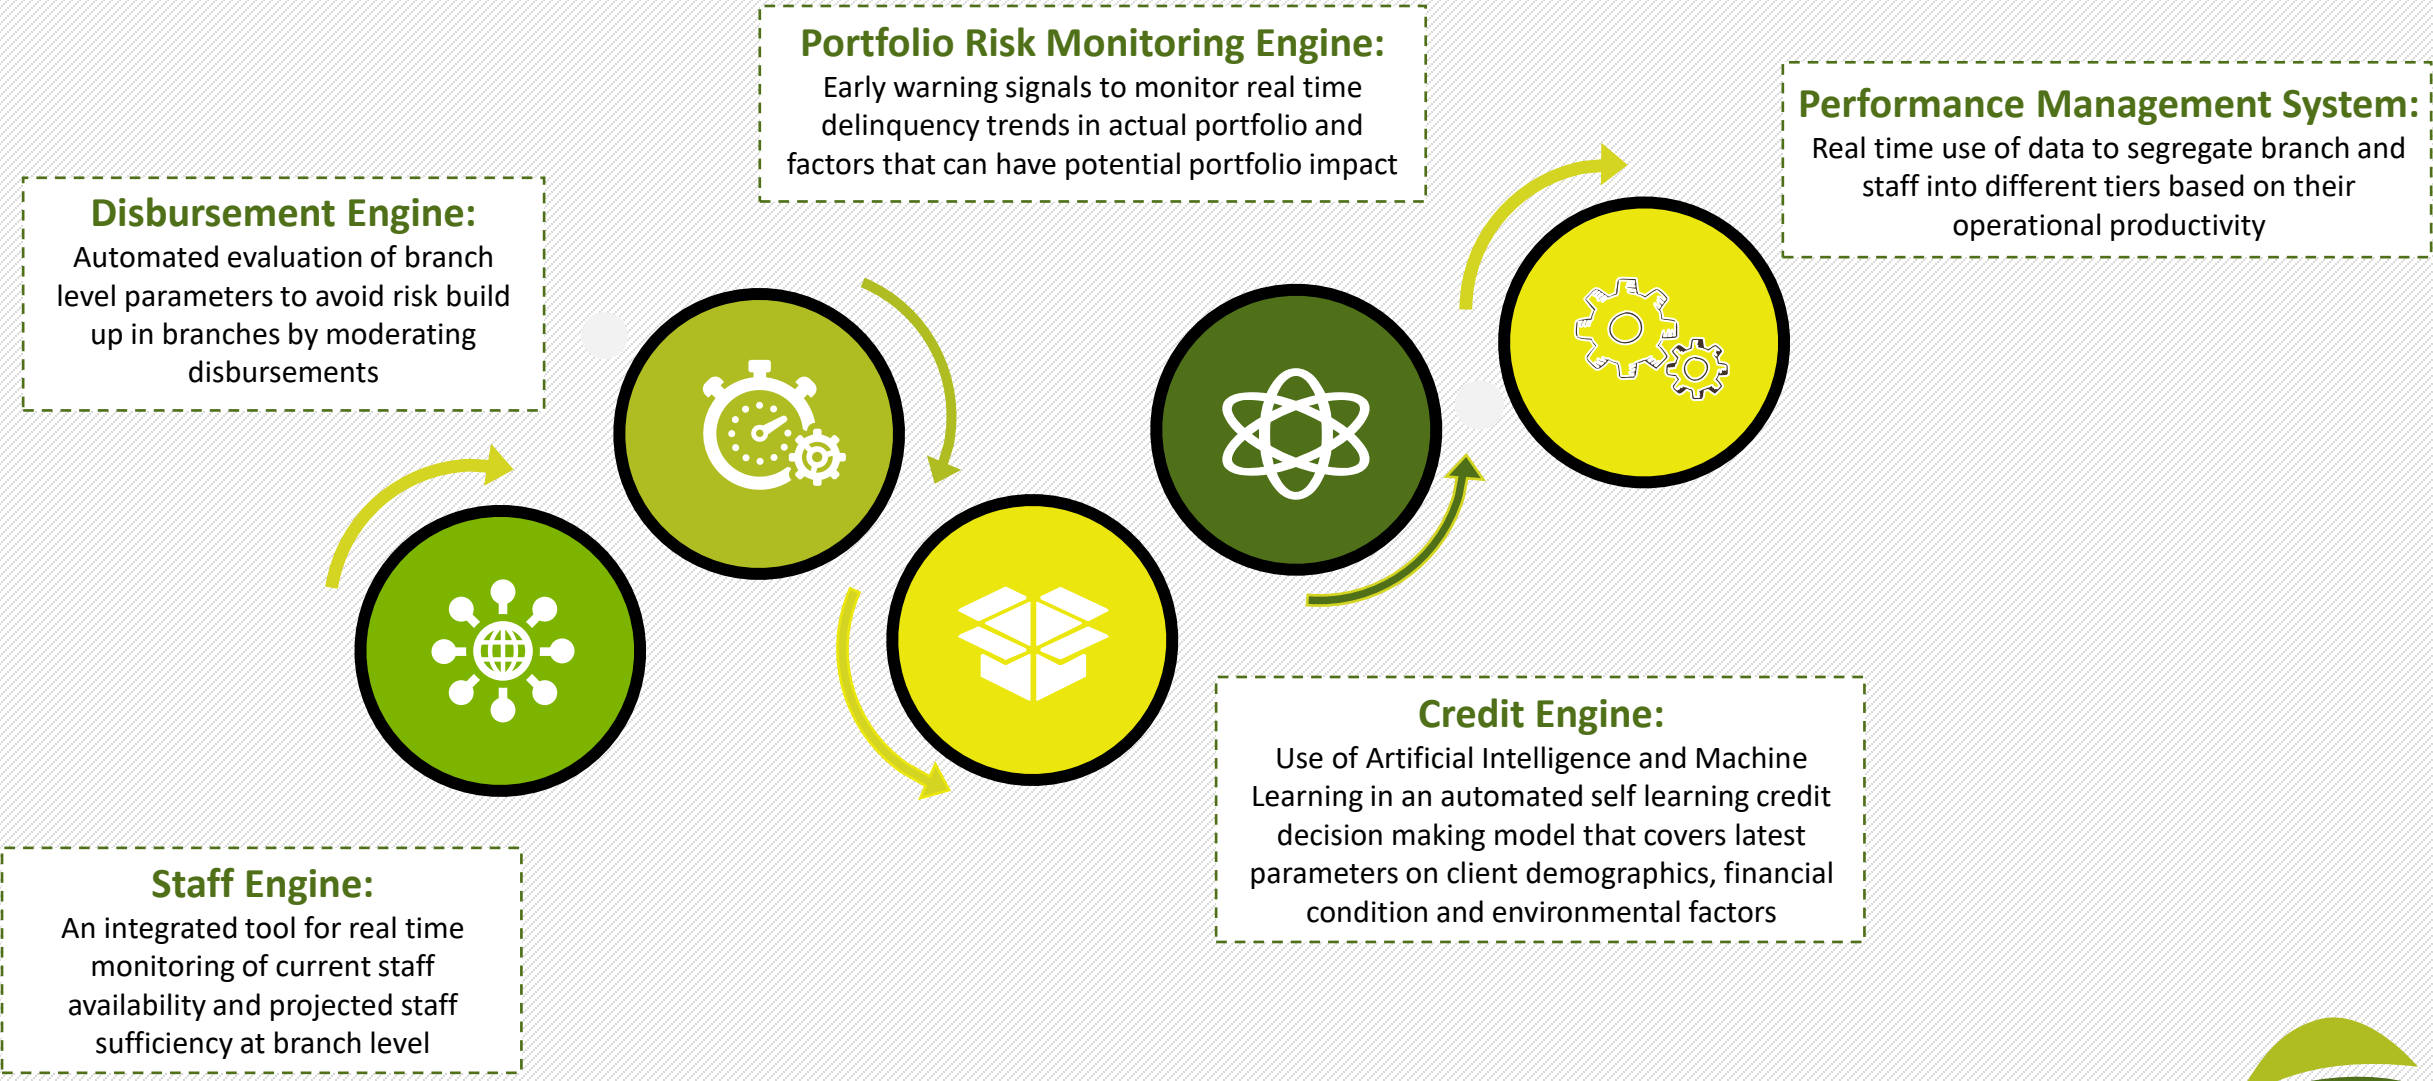 Portfolio Risk Monitoring Engine:
Early warning signals to monitor real time
delinquency trends in actual portfolio and
factors that can have potential portfolio impact
Performance Management System:
Real time use of data to segregate branch and
staff into different tiers based on their
operational productivity
Disbursement Engine:
Automated evaluation of branch
level parameters to avoid risk build
up in branches by moderating
disbursements
Credit Engine:
Use of Artificial Intelligence and Machine
Learning in an automated self learning credit
decision making model that covers latest
parameters on client demographics, financial
condition and environmental factors
Staff Engine:
An integrated tool for real time
monitoring of current staff
availability and projected staff
sufficiency at branch level